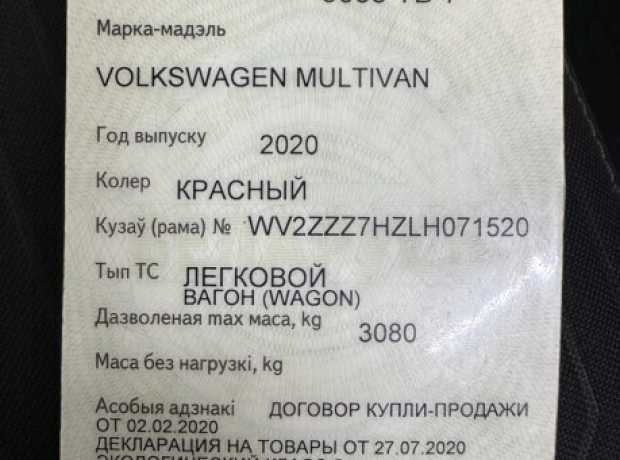 Марка-мадэль
VOLKSWAGEN MULTIVAN
Год выпуску 2020
Колер КРАСНЫЙ
Кузаў (рама) № WV2ZZZ7HZLH071520
Тып ТС ЛЕГКОВОЙ
ВАГОН (WAGON)
Дазволеная max маса, kg 3080
Маса без нагрузкі, kg
Асобыя адзнакі ДОГОВОР КУПЛИ-ПРОДАЖИ
ОТ 02.02.2020
ДЕКЛАРАЦИЯ НА ТОВАРЫ ОТ 27.07.2020